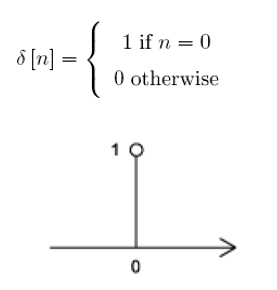 δ[n] = { 1 if n = 0
0 otherwise
1
0